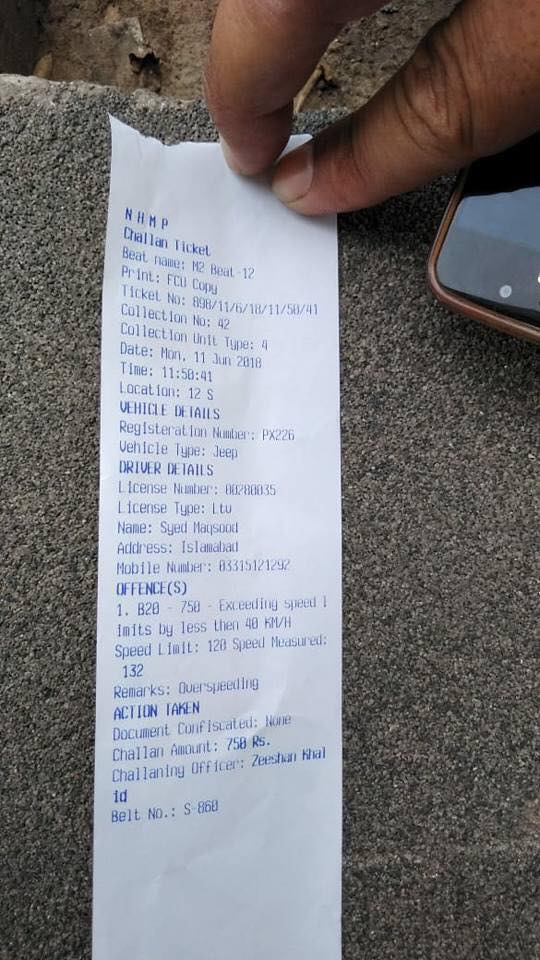 N H M P
Challan Ticket
Beat name: M2 Beat-12
Print: FCU Copy
Ticket No: 898/11/6/18/11/50/41
Collection No: 42
Collection Unit Type: 4
Date: Mon, 11 Jun 2018
Time: 11:50:41
Location: 12 S
VEHICLE DETAILS
Registeration Number: PX226
Vehicle Type: Jeep
DRIVER DETAILS
License Number: 00280035
License Type: Ltv
Name: Syed Maqsood
Address: Islamabad
Mobile Number: 03315121292
OFFENCE(S)
1. B20 - 750 - Exceeding speed l
imits by less then 40 KM/H
Speed Limit: 120 Speed Measured:
132
Remarks: Overspeeding
ACTION TAKEN
Document Confiscated: None
Challan Amount: 750 Rs.
Challaning Officer: Zeeshan Khal
id
Belt No.: S-860